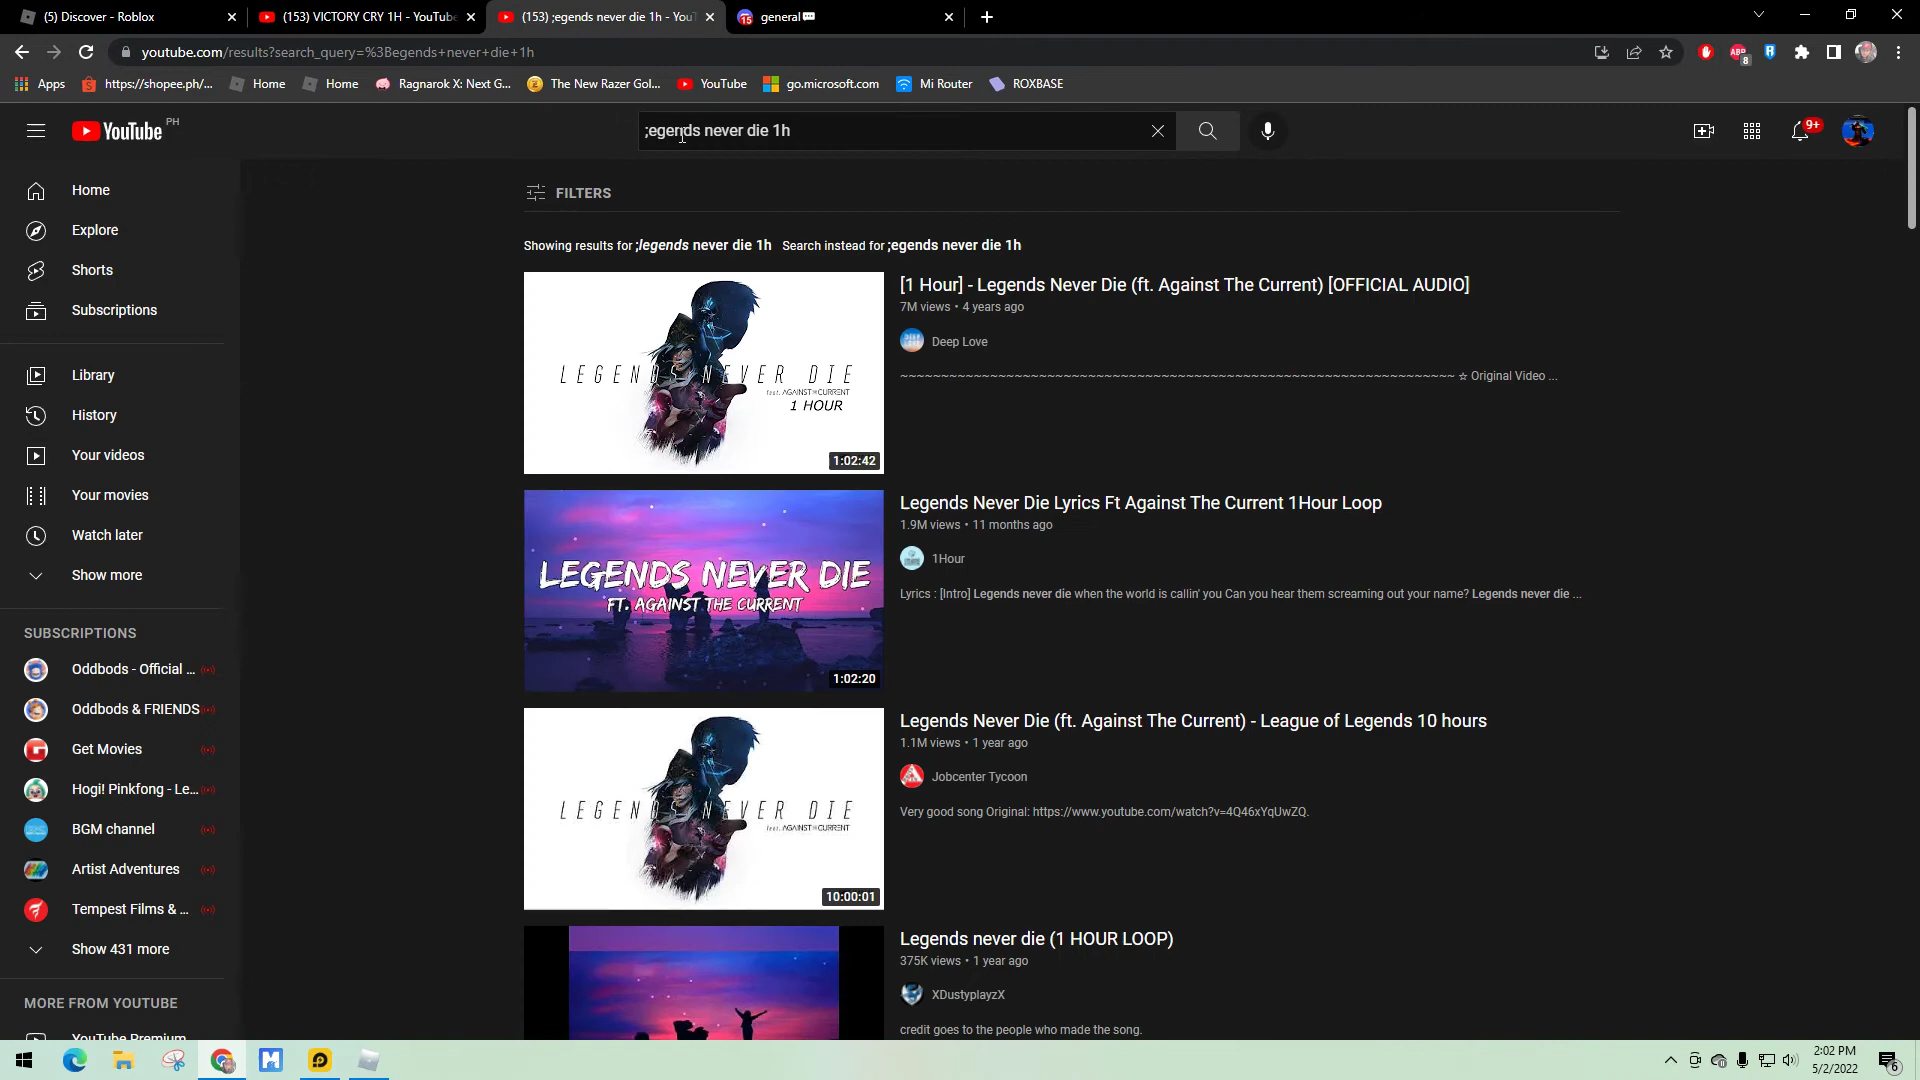 (5) Discover - Roblox
(153) VICTORY CRY 1H - YouTube
(153) ;egends never die 1h - You
15
general
youtube.com/results?search_query=%3Begends+never+die+1h
ABP
8
Apps
https://shopee.ph/...
Home
Home
Ragnarok X: Next G...
The New Razer Gol...
YouTube
go.microsoft.com
Mi Router
ROXBASE
YouTube
PH
;egends never die 1h
9+
Home
Explore
Shorts
Subscriptions
Library
History
Your videos
Your movies
Watch later
Show more
SUBSCRIPTIONS
Oddbods - Official ...
Oddbods & FRIENDS
Get Movies
Hogi! Pinkfong - Le...
BGM channel
Artist Adventures
Tempest Films & ...
Show 431 more
MORE FROM YOUTUBE
YouTube Premium
FILTERS
Showing results for ;legends never die 1h Search instead for ;egends never die 1h
LEGENDS NEVER DIE
feat. AGAINST THE CURRENT
1 HOUR
1:02:42
[1 Hour] - Legends Never Die (ft. Against The Current) [OFFICIAL AUDIO]
7M views • 4 years ago
Deep Love
~~~~~~~~~~~~~~~~~~~~~~~~~~~~~~~~~~~~~~~~~~~~~~~~~~~~~~~~~~~~~~~~~~~~~~~~~~~~~~~ ☆ Original Video ...
LEGENDS NEVER DIE
FT. AGAINST THE CURRENT
1:02:20
Legends Never Die Lyrics Ft Against The Current 1Hour Loop
1.9M views • 11 months ago
1Hour
Lyrics : [Intro] Legends never die when the world is callin' you Can you hear them screaming out your name? Legends never die ...
LEGENDS NEVER DIE
feat. AGAINST THE CURRENT
10:00:01
Legends Never Die (ft. Against The Current) - League of Legends 10 hours
1.1M views • 1 year ago
Jobcenter Tycoon
Very good song Original: https://www.youtube.com/watch?v=4Q46xYqUwZQ.
Legends never die (1 HOUR LOOP)
375K views • 1 year ago
XDustyplayzX
credit goes to the people who made the song.
2:02 PM
5/2/2022
6